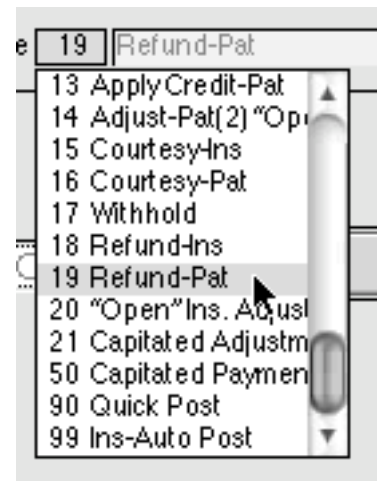 e 19 Refund-Pat
13 ApplyCredit-Pat
14 Adjust-Pat(2) "Op
15 Courtesy-Ins
16 Courtesy-Pat
17 Withhold
18 Refund-Ins
19 Refund-Pat
20 "Open"Ins. Adjust
21 Capitated Adjustm
50 Capitated Paymen
90 Quick Post
99 Ins-Auto Post